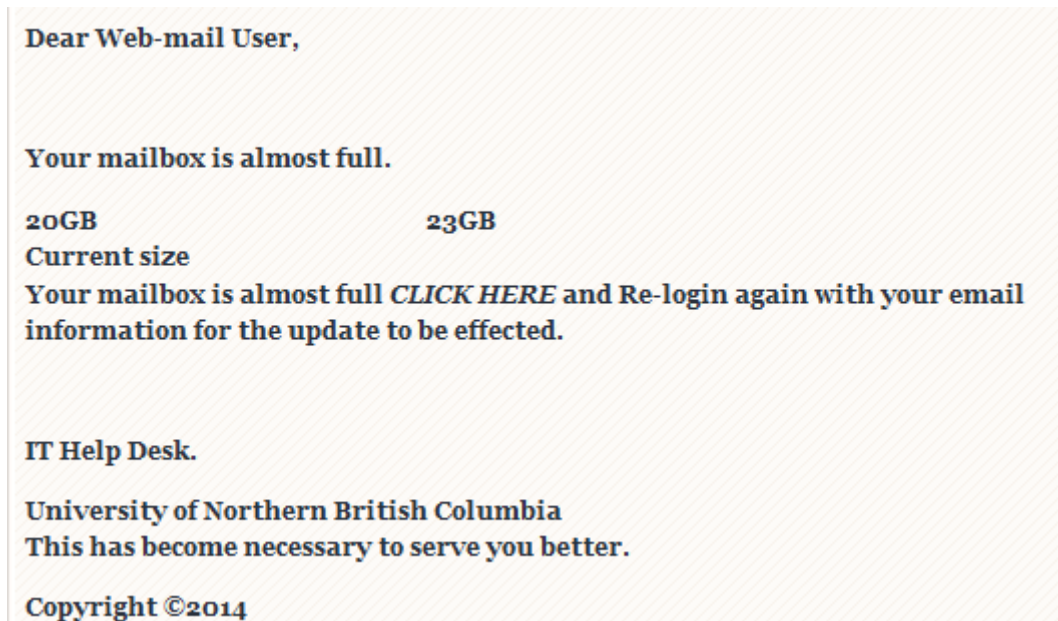 Dear Web-mail User,
Your mailbox is almost full.
20GB 23GB
Current size
Your mailbox is almost full CLICK HERE and Re-login again with your email
information for the update to be effected.
IT Help Desk.
University of Northern British Columbia
This has become necessary to serve you better.
Copyright ©2014